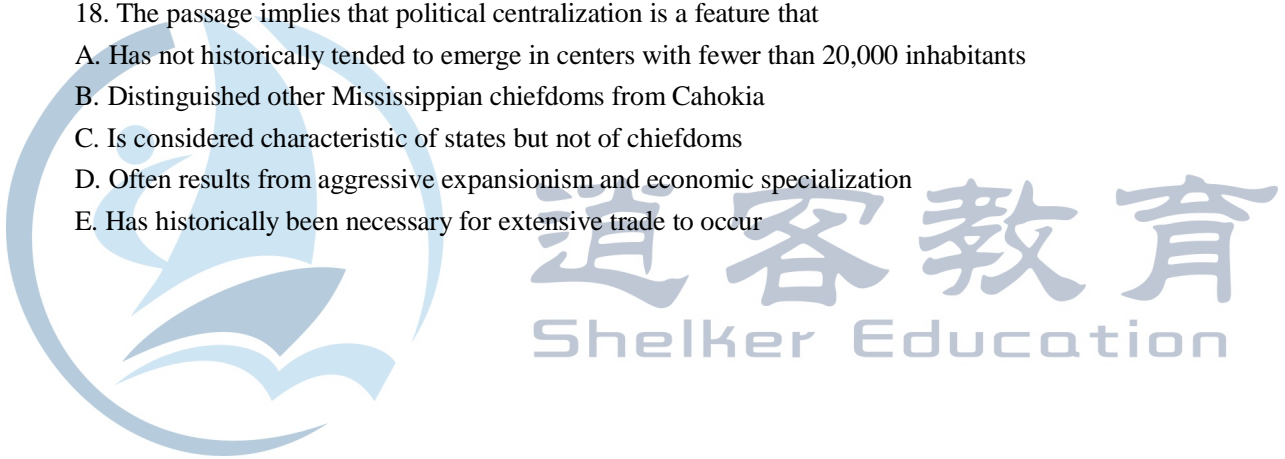 18. The passage implies that political centralization is a feature that
A. Has not historically tended to emerge in centers with fewer than 20,000 inhabitants
B. Distinguished other Mississippian chiefdoms from Cahokia
C. Is considered characteristic of states but not of chiefdoms
D. Often results from aggressive expansionism and economic specialization
E. Has historically been necessary for extensive trade to occur
逍客教育
Shelker Education